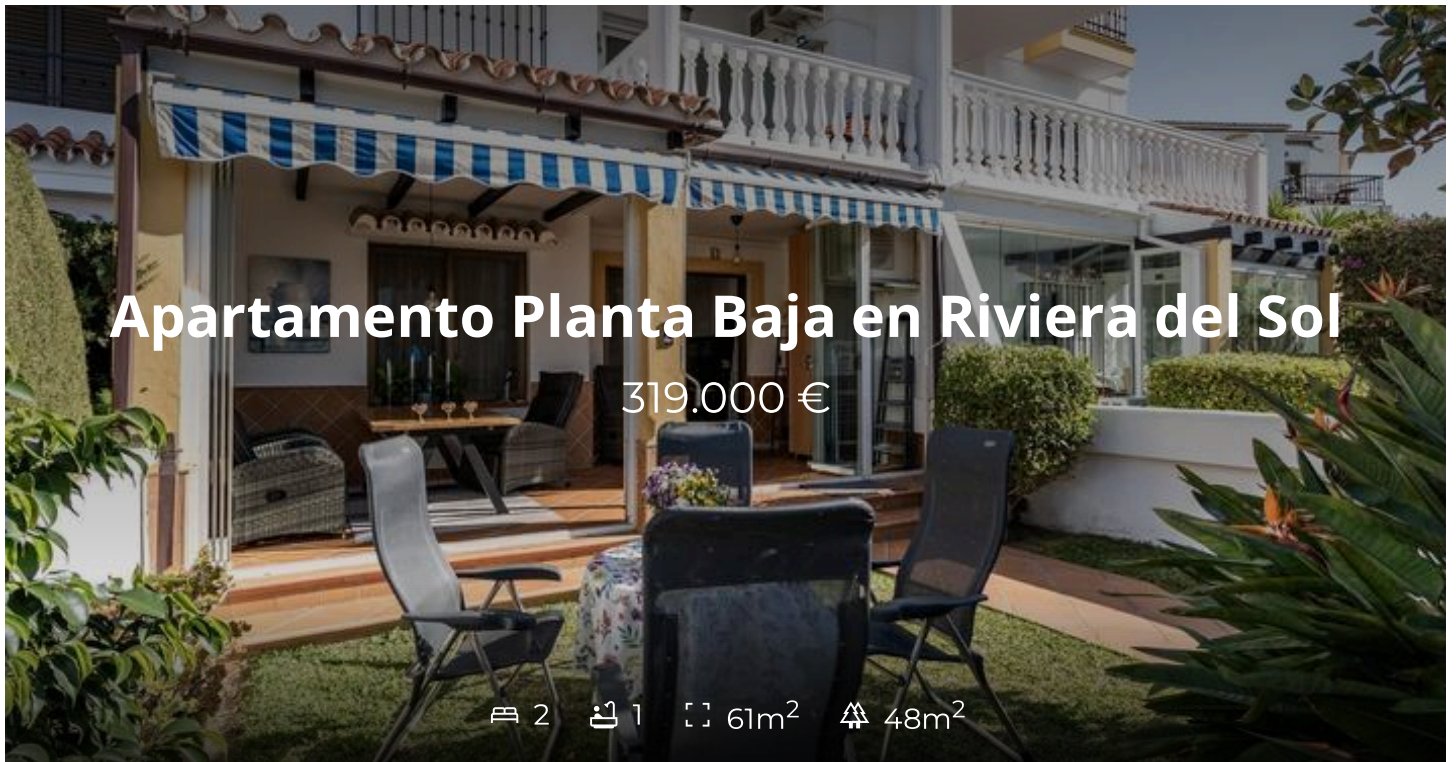 Apartamento Planta Baja en Riviera del Sol
319.000 €
2 1 61m² 48m²